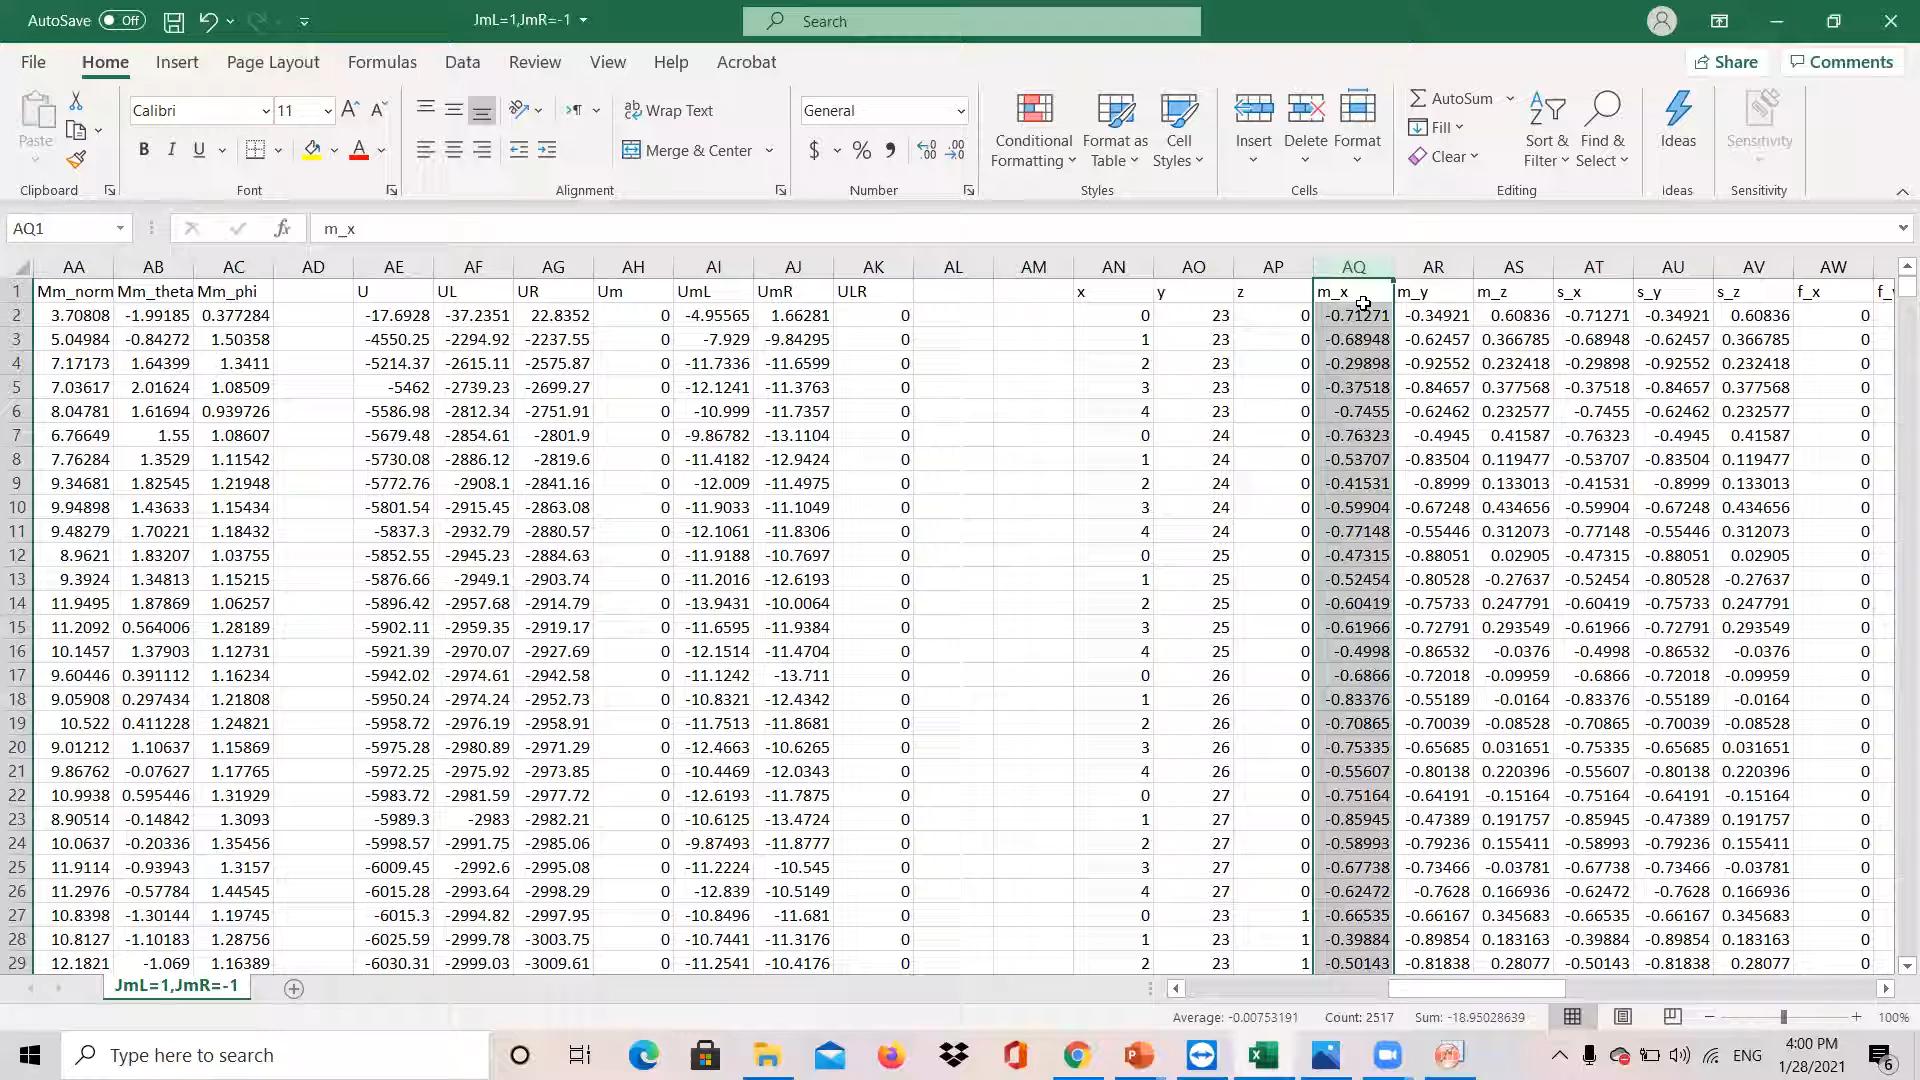 AutoSave Off JmL=1,JmR=-1 Search
File Home Insert Page Layout Formulas Data Review View Help Acrobat Share Comments
Paste Calibri 11 Wrap Text Merge & Center General $ % Conditional Formatting Format as Table Cell Styles Insert Delete Format AutoSum Fill Clear Sort & Filter Find & Select Ideas Sensitivity
Clipboard Font Alignment Number Styles Cells Editing Ideas Sensitivity
AQ1 fx m_x
AA AB AC AD AE AF AG AH AI AJ AK AL AM AN AO AP AQ AR AS AT AU AV AW
1 Mm_norm Mm_theta Mm_phi U UL UR Um UmL UmR ULR x y z m_x m_y m_z s_x s_y s_z f_x
2 3.70808 -1.99185 0.377284 -17.6928 -37.2351 22.8352 0 -4.95565 1.66281 0 0 23 0 -0.71271 -0.34921 0.60836 -0.71271 -0.34921 0.60836 0
3 5.04984 -0.84272 1.50358 -4550.25 -2294.92 -2237.55 0 -7.929 -9.84295 0 1 23 0 -0.68948 -0.62457 0.366785 -0.68948 -0.62457 0.366785 0
4 7.17173 1.64399 1.3411 -5214.37 -2615.11 -2575.87 0 -11.7336 -11.6599 0 2 23 0 -0.29898 -0.92552 0.232418 -0.29898 -0.92552 0.232418 0
5 7.03617 2.01624 1.08509 -5462 -2739.23 -2699.27 0 -12.1241 -11.3763 0 3 23 0 -0.37518 -0.84657 0.377568 -0.37518 -0.84657 0.377568 0
6 8.04781 1.61694 0.939726 -5586.98 -2812.34 -2751.91 0 -10.999 -11.7357 0 4 23 0 -0.7455 -0.62462 0.232577 -0.7455 -0.62462 0.232577 0
7 6.76649 1.55 1.08607 -5679.48 -2854.61 -2801.9 0 -9.86782 -13.1104 0 0 24 0 -0.76323 -0.4945 0.41587 -0.76323 -0.4945 0.41587 0
8 7.76284 1.3529 1.11542 -5730.08 -2886.12 -2819.6 0 -11.4182 -12.9424 0 1 24 0 -0.53707 -0.83504 0.119477 -0.53707 -0.83504 0.119477 0
9 9.34681 1.82545 1.21948 -5772.76 -2908.1 -2841.16 0 -12.009 -11.4975 0 2 24 0 -0.41531 -0.8999 0.133013 -0.41531 -0.8999 0.133013 0
10 9.94898 1.43633 1.15434 -5801.54 -2915.45 -2863.08 0 -11.9033 -11.1049 0 3 24 0 -0.59904 -0.67248 0.434656 -0.59904 -0.67248 0.434656 0
11 9.48279 1.70221 1.18432 -5837.3 -2932.79 -2880.57 0 -12.1061 -11.8306 0 4 24 0 -0.77148 -0.55446 0.312073 -0.77148 -0.55446 0.312073 0
12 8.9621 1.83207 1.03755 -5852.55 -2945.23 -2884.63 0 -11.9188 -10.7697 0 0 25 0 -0.47315 -0.88051 0.02905 -0.47315 -0.88051 0.02905 0
13 9.3924 1.34813 1.15215 -5876.66 -2949.1 -2903.74 0 -11.2016 -12.6193 0 1 25 0 -0.52454 -0.80528 -0.27637 -0.52454 -0.80528 -0.27637 0
14 11.9495 1.87869 1.06257 -5896.42 -2957.68 -2914.79 0 -13.9431 -10.0064 0 2 25 0 -0.60419 -0.75733 0.247791 -0.60419 -0.75733 0.247791 0
15 11.2092 0.564006 1.28189 -5902.11 -2959.35 -2919.17 0 -11.6595 -11.9384 0 3 25 0 -0.61966 -0.72791 0.293549 -0.61966 -0.72791 0.293549 0
16 10.1457 1.37903 1.12731 -5921.39 -2970.07 -2927.69 0 -12.1514 -11.4704 0 4 25 0 -0.4998 -0.86532 -0.0376 -0.4998 -0.86532 -0.0376 0
17 9.60446 0.391112 1.16234 -5942.02 -2974.61 -2942.58 0 -11.1242 -13.711 0 0 26 0 -0.6866 -0.72018 -0.09959 -0.6866 -0.72018 -0.09959 0
18 9.05908 0.297434 1.21808 -5950.24 -2974.24 -2952.73 0 -10.8321 -12.4342 0 1 26 0 -0.83376 -0.55189 -0.0164 -0.83376 -0.55189 -0.0164 0
19 10.522 0.411228 1.24821 -5958.72 -2976.19 -2958.91 0 -11.7513 -11.8681 0 2 26 0 -0.70865 -0.70039 -0.08528 -0.70865 -0.70039 -0.08528 0
20 9.01212 1.10637 1.15869 -5975.28 -2980.89 -2971.29 0 -12.4663 -10.6265 0 3 26 0 -0.75335 -0.65685 0.031651 -0.75335 -0.65685 0.031651 0
21 9.86762 -0.07627 1.17765 -5972.25 -2975.92 -2973.85 0 -10.4469 -12.0343 0 4 26 0 -0.55607 -0.80138 0.220396 -0.55607 -0.80138 0.220396 0
22 10.9938 0.595446 1.31929 -5983.72 -2981.59 -2977.72 0 -12.6193 -11.7875 0 0 27 0 -0.75164 -0.64191 -0.15164 -0.75164 -0.64191 -0.15164 0
23 8.90514 -0.14842 1.3093 -5989.3 -2983 -2982.21 0 -10.6125 -13.4724 0 1 27 0 -0.85945 -0.47389 0.191757 -0.85945 -0.47389 0.191757 0
24 10.0637 -0.20336 1.35456 -5998.57 -2991.75 -2985.06 0 -9.87493 -11.8777 0 2 27 0 -0.58993 -0.79236 0.155411 -0.58993 -0.79236 0.155411 0
25 11.9114 -0.93943 1.3157 -6009.45 -2992.6 -2995.08 0 -11.2224 -10.545 0 3 27 0 -0.67738 -0.73466 -0.03781 -0.67738 -0.73466 -0.03781 0
26 11.2976 -0.57784 1.44545 -6015.28 -2993.64 -2998.29 0 -12.839 -10.5149 0 4 27 0 -0.62472 -0.7628 0.166936 -0.62472 -0.7628 0.166936 0
27 10.8398 -1.30144 1.19745 -6015.3 -2994.82 -2997.95 0 -10.8496 -11.681 0 0 23 1 -0.66535 -0.66167 0.345683 -0.66535 -0.66167 0.345683 0
28 10.8127 -1.10183 1.28756 -6025.59 -2999.78 -3003.75 0 -10.7441 -11.3176 0 1 23 1 -0.39884 -0.89854 0.183163 -0.39884 -0.89854 0.183163 0
29 12.1821 -1.069 1.16389 -6030.31 -2999.03 -3009.61 0 -11.2541 -10.4176 0 2 23 1 -0.50143 -0.81838 0.28077 -0.50143 -0.81838 0.28077 0
JmL=1,JmR=-1
Average: -0.00753191 Count: 2517 Sum: -18.95028639 100%
Type here to search ENG 4:00 PM
1/28/2021 6